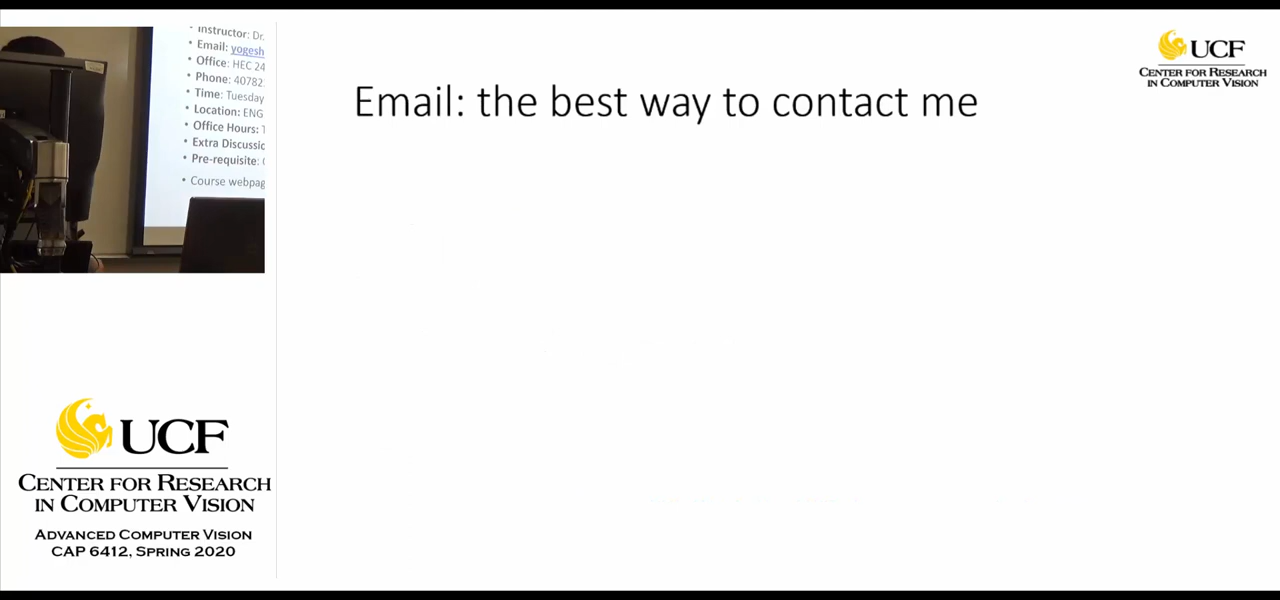 Instructor: Dr.
Email: yogesh
Office: HEC 24
Phone: 40782
Time: Tuesday
Location: ENG
Office Hours:
Extra Discussic
Pre-requisite:
Course webpag
Email: the best way to contact me
UCF
CENTER FOR RESEARCH
IN COMPUTER VISION
UCF
CENTER FOR RESEARCH
IN COMPUTER VISION
ADVANCED COMPUTER VISION
CAP 6412, SPRING 2020